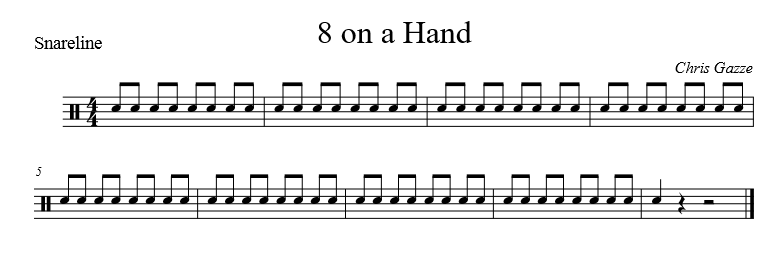 8 on a Hand
Snareline
Chris Gazze
4
4
5